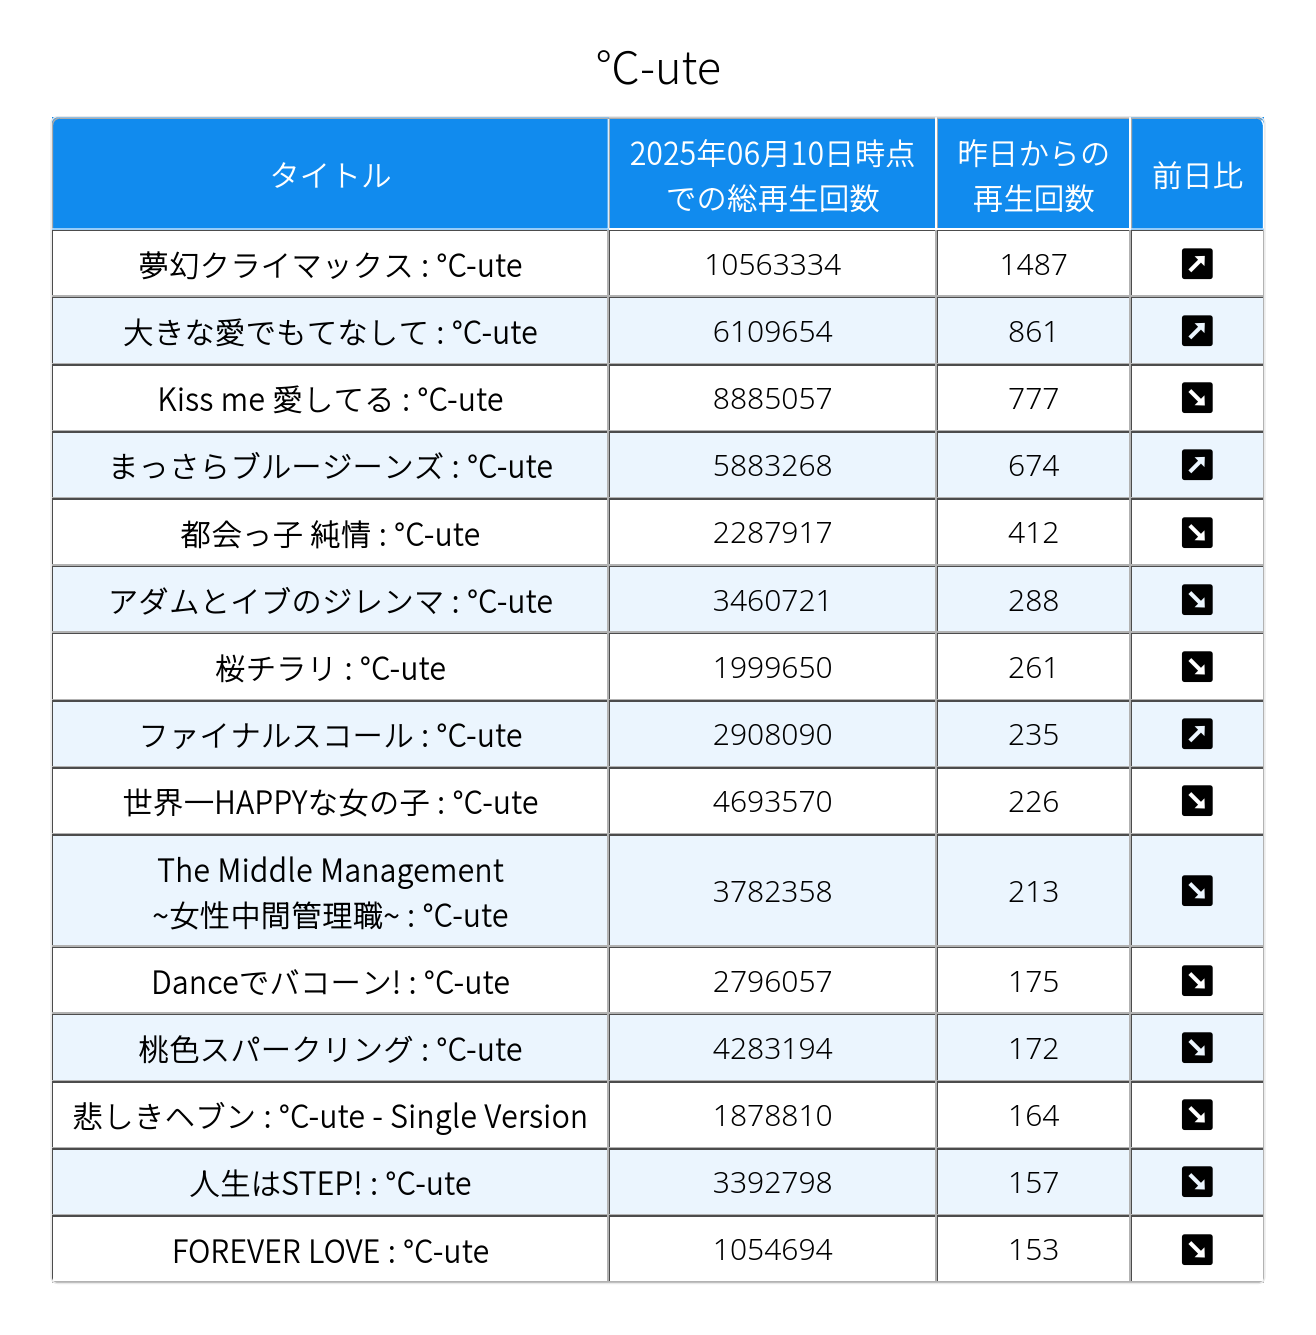 ℃-ute
タイトル
2025年06月10日時点
での総再生回数
昨日からの
再生回数
前日比
夢幻クライマックス : ℃-ute 10563334 1487
大きな愛でもてなして : ℃-ute 6109654 861
Kiss me 愛してる : ℃-ute 8885057 777
まっさらブルージーンズ : ℃-ute 5883268 674
都会っ子 純情 : ℃-ute 2287917 412
アダムとイブのジレンマ : ℃-ute 3460721 288
桜チラリ : ℃-ute 1999650 261
ファイナルスコール : ℃-ute 2908090 235
世界一HAPPYな女の子 : ℃-ute 4693570 226
The Middle Management
~女性中間管理職~ : ℃-ute 3782358 213
Danceでバコーン! : ℃-ute 2796057 175
桃色スパークリング : ℃-ute 4283194 172
悲しきヘブン : ℃-ute - Single Version 1878810 164
人生はSTEP! : ℃-ute 3392798 157
FOREVER LOVE : ℃-ute 1054694 153